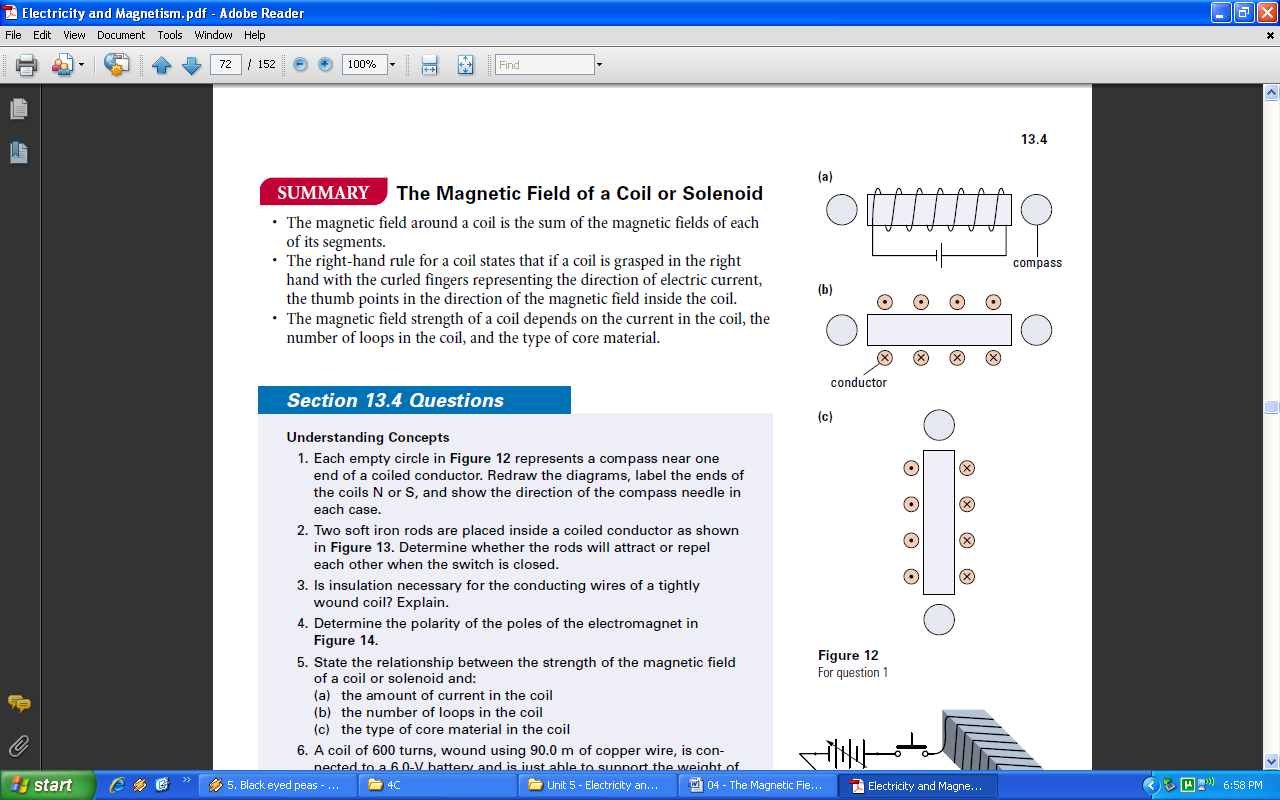 Electricity and Magnetism.pdf - Adobe Reader
File Edit View Document Tools Window Help
72 / 152 100% Find
13.4
SUMMARY The Magnetic Field of a Coil or Solenoid
• The magnetic field around a coil is the sum of the magnetic fields of each
of its segments.
• The right-hand rule for a coil states that if a coil is grasped in the right
hand with the curled fingers representing the direction of electric current,
the thumb points in the direction of the magnetic field inside the coil.
• The magnetic field strength of a coil depends on the current in the coil, the
number of loops in the coil, and the type of core material.
Section 13.4 Questions
Understanding Concepts
1. Each empty circle in Figure 12 represents a compass near one
end of a coiled conductor. Redraw the diagrams, label the ends of
the coils N or S, and show the direction of the compass needle in
each case.
2. Two soft iron rods are placed inside a coiled conductor as shown
in Figure 13. Determine whether the rods will attract or repel
each other when the switch is closed.
3. Is insulation necessary for the conducting wires of a tightly
wound coil? Explain.
4. Determine the polarity of the poles of the electromagnet in
Figure 14.
5. State the relationship between the strength of the magnetic field
of a coil or solenoid and:
(a) the amount of current in the coil
(b) the number of loops in the coil
(c) the type of core material in the coil
6. A coil of 600 turns, wound using 90.0 m of copper wire, is con-
nected to a 6.0-V battery and is just able to support the weight of
(a)
compass
(b)
conductor
(c)
Figure 12
For question 1
start
5. Black eyed peas - ...
4C
Unit 5 - Electricity an...
04 - The Magnetic Fie...
Electricity and Magne...
6:58 PM